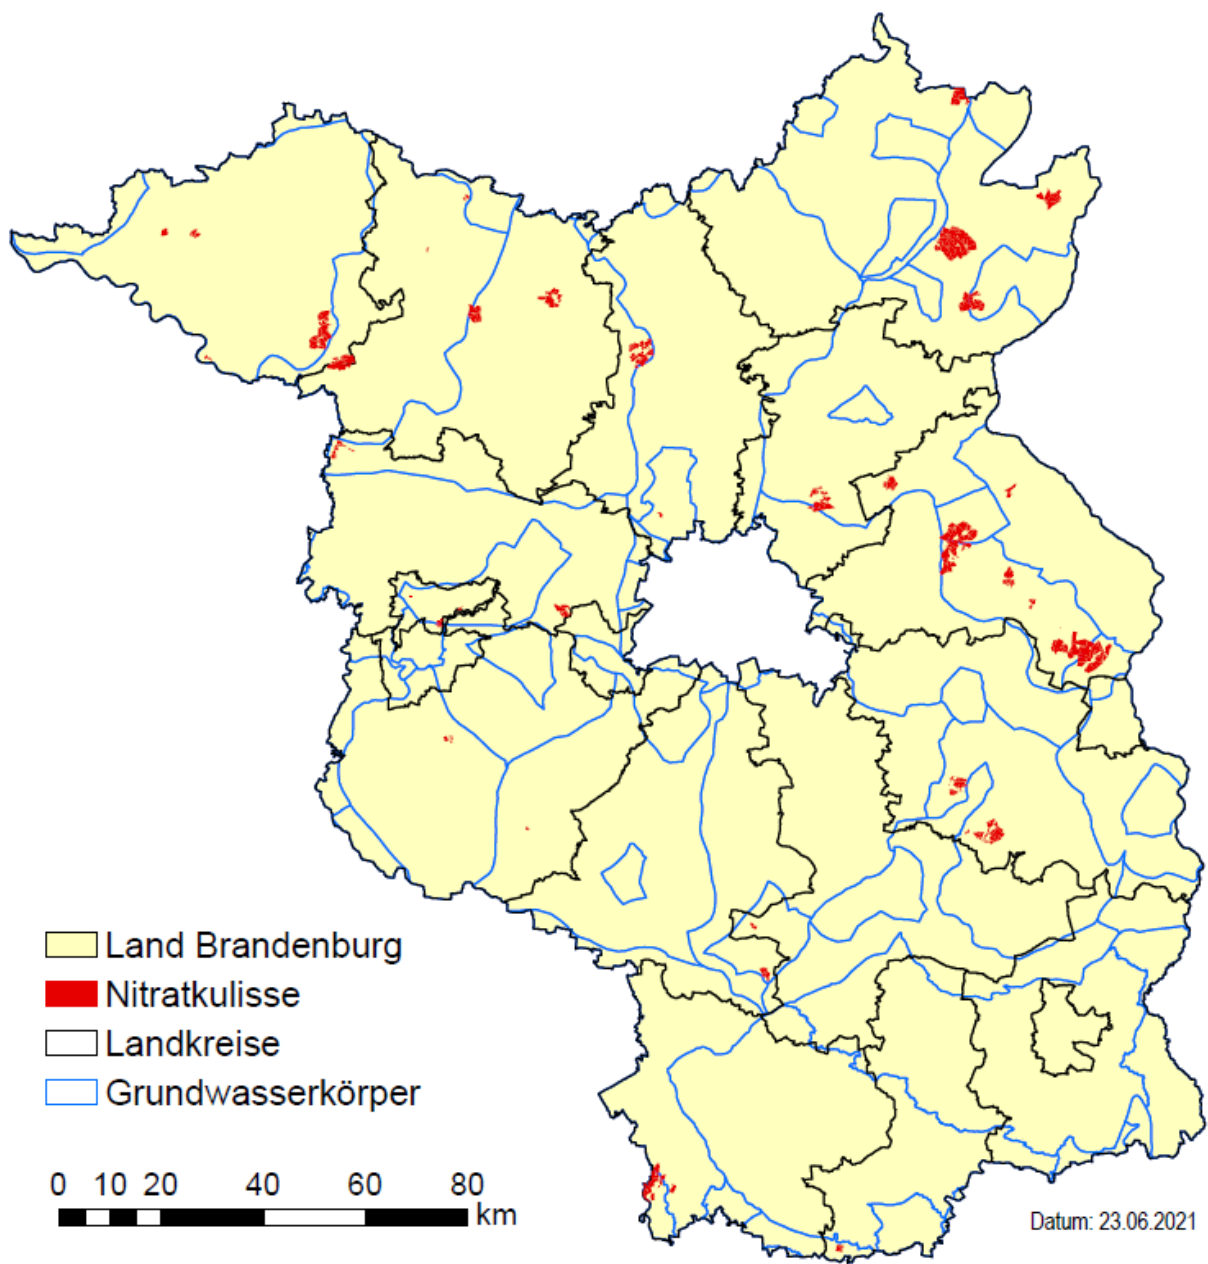 Land Brandenburg
Nitratkulisse
Landkreise
Grundwasserkörper
0 10 20 40 60 80
km
Datum: 23.06.2021